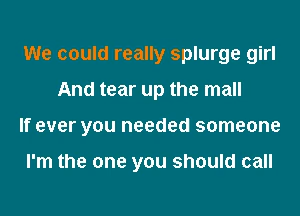 We could really splurge girl
And tear up the mall
If ever you needed someone
I'm the one you should call